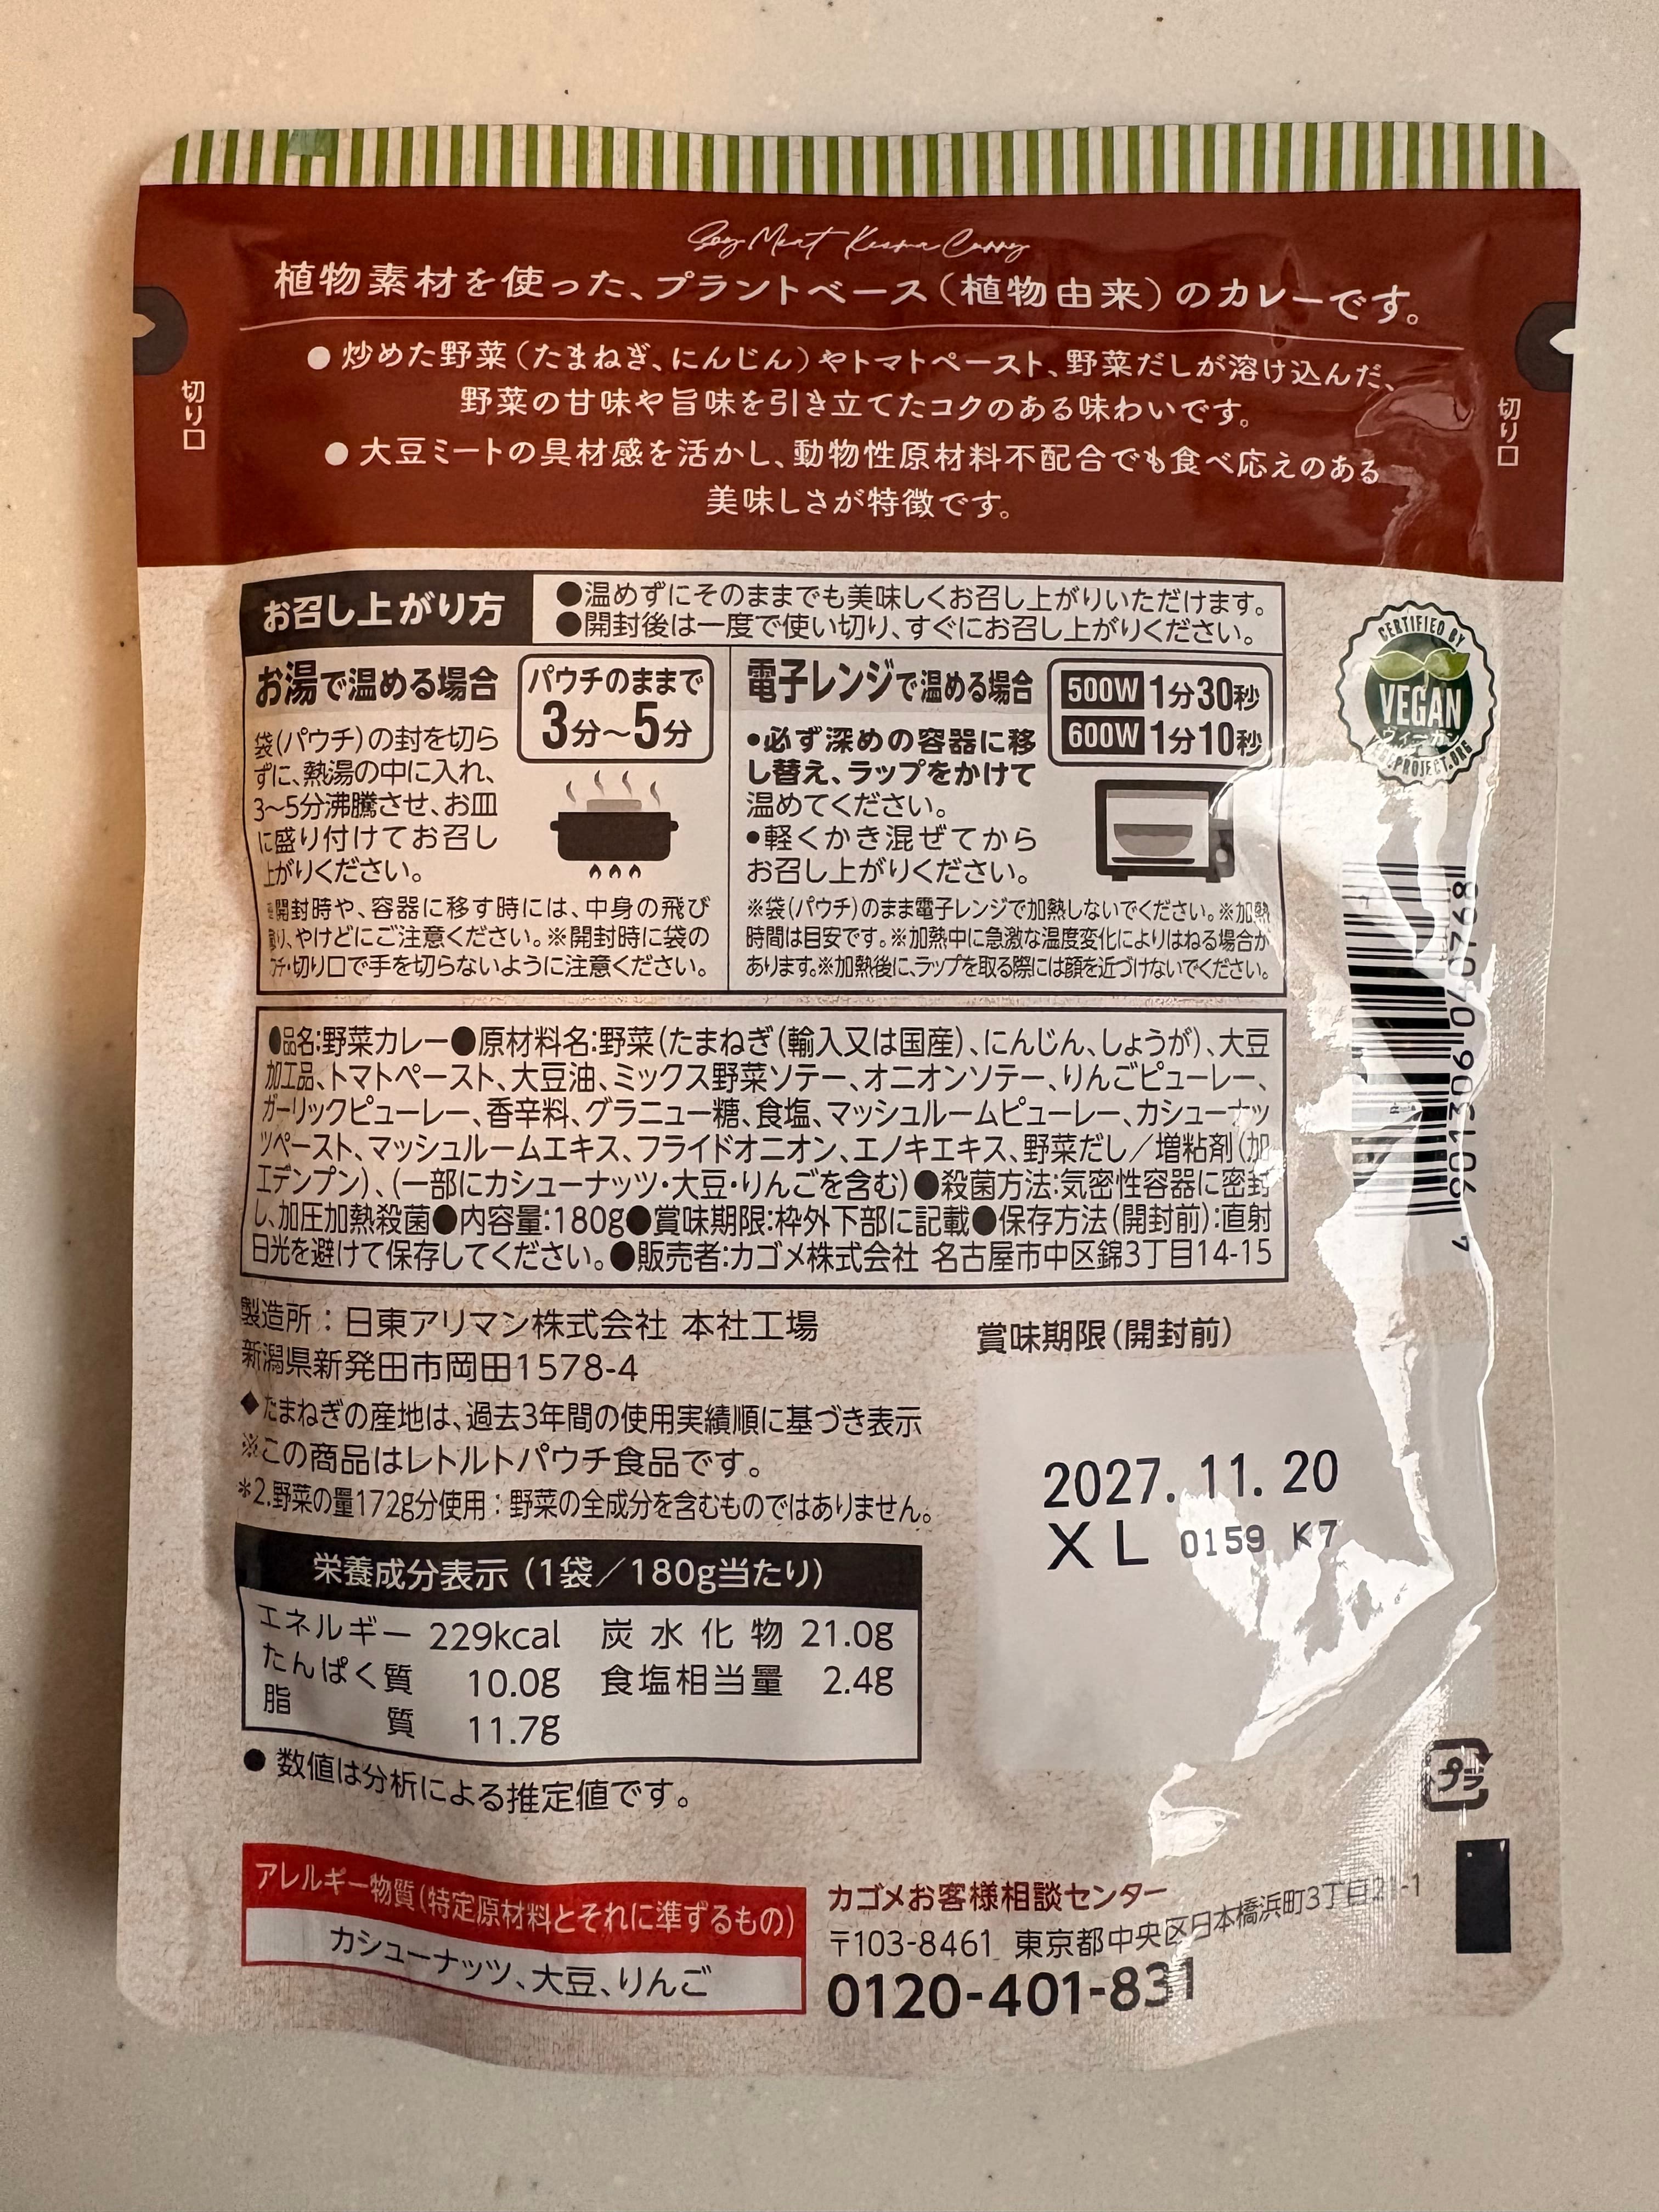 Soy Meat Keema Curry
植物素材を使った、プラントベース(植物由来)のカレーです。
●炒めた野菜(たまねぎ、にんじん)やトマトペースト、野菜だしが溶け込んだ、
野菜の甘味や旨味を引き立てたコクのある味わいです。
●大豆ミートの具材感を活かし、動物性原材料不配合でも食べ応えのある
美味しさが特徴です。
切り口
切り口
お召し上がり方
●温めずにそのままでも美味しくお召し上がりいただけます。
●開封後は一度で使い切り、すぐにお召し上がりください。
お湯で温める場合
パウチのままで
3分〜5分
袋(パウチ)の封を切ら
ずに、熱湯の中に入れ、
3〜5分沸騰させ、お皿
に盛り付けてお召し
上がりください。
開封時や、容器に移す時には、中身の飛び
り、やけどにご注意ください。※開封時に袋の
フチ・切り口で手を切らないように注意ください。
電子レンジで温める場合
500W 1分30秒
600W 1分10秒
•必ず深めの容器に移
し替え、ラップをかけて
温めてください。
•軽くかき混ぜてから
お召し上がりください。
※袋(パウチ)のまま電子レンジで加熱しないでください。※加熱
時間は目安です。※加熱中に急激な温度変化によりはねる場合が
あります。※加熱後に、ラップを取る際には顔を近づけないでください。
CERTIFIED BY
VEGAN
ヴィーガン
PROJECT.ORG
●品名:野菜カレー●原材料名:野菜(たまねぎ(輸入又は国産)、にんじん、しょうが)、大豆
加工品、トマトペースト、大豆油、ミックス野菜ソテー、オニオンソテー、りんごピューレー、
ガーリックピューレー、香辛料、グラニュー糖、食塩、マッシュルームピューレー、カシューナッ
ツペースト、マッシュルームエキス、フライドオニオン、エノキエキス、野菜だし/増粘剤(加
工デンプン)、(一部にカシューナッツ・大豆・りんごを含む)●殺菌方法:気密性容器に密封
し、加圧加熱殺菌●内容量:180g●賞味期限:枠外下部に記載●保存方法(開封前):直射
日光を避けて保存してください。●販売者:カゴメ株式会社 名古屋市中区錦3丁目14-15
製造所:日東アリマン株式会社 本社工場
新潟県新発田市岡田1578-4
◆たまねぎの産地は、過去3年間の使用実績順に基づき表示
※この商品はレトルトパウチ食品です。
*2.野菜の量172g分使用:野菜の全成分を含むものではありません。
賞味期限(開封前)
2027.11.20
XL 0159 K7
栄養成分表示(1袋/180g当たり)
エネルギー 229kcal 炭水化物 21.0g
たんぱく質 10.0g 食塩相当量 2.4g
脂質 11.7g
●数値は分析による推定値です。
プラ
アレルギー物質(特定原材料とそれに準ずるもの)
カシューナッツ、大豆、りんご
カゴメお客様相談センター
〒103-8461 東京都中央区日本橋浜町3丁目21-1
0120-401-831